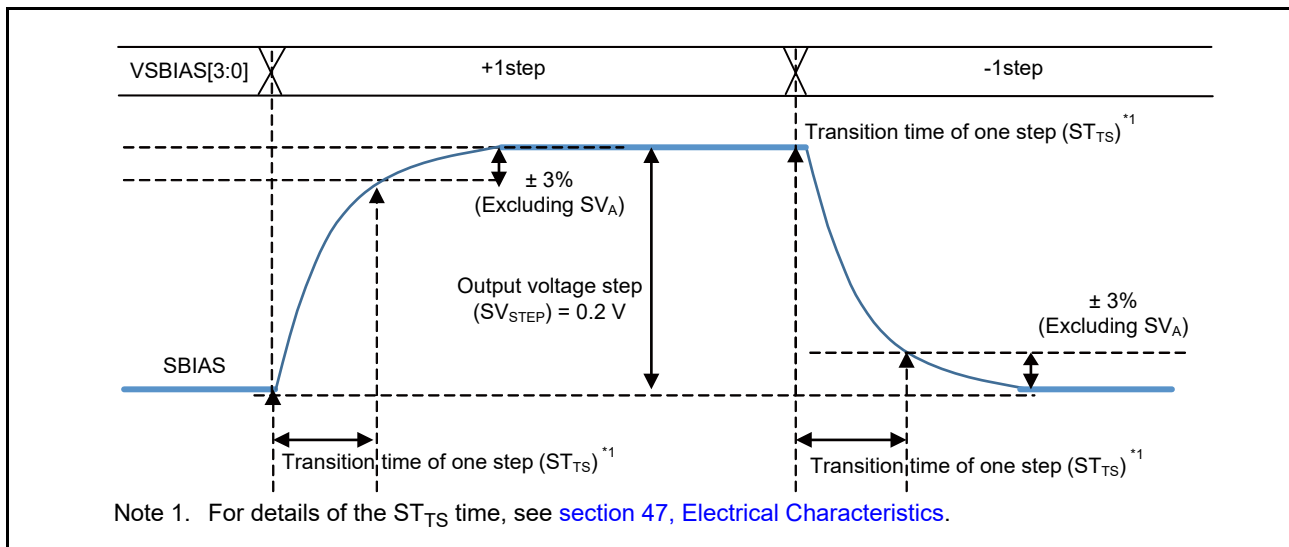 VSBIAS[3:0]
+1step
-1step
Transition time of one step (STTS)*1
± 3%
(Excluding SVA)
Output voltage step
(SVSTEP) = 0.2 V
± 3%
(Excluding SVA)
SBIAS
Transition time of one step (STTS)*1
Transition time of one step (STTS)*1
Note 1. For details of the STTS time, see section 47, Electrical Characteristics.